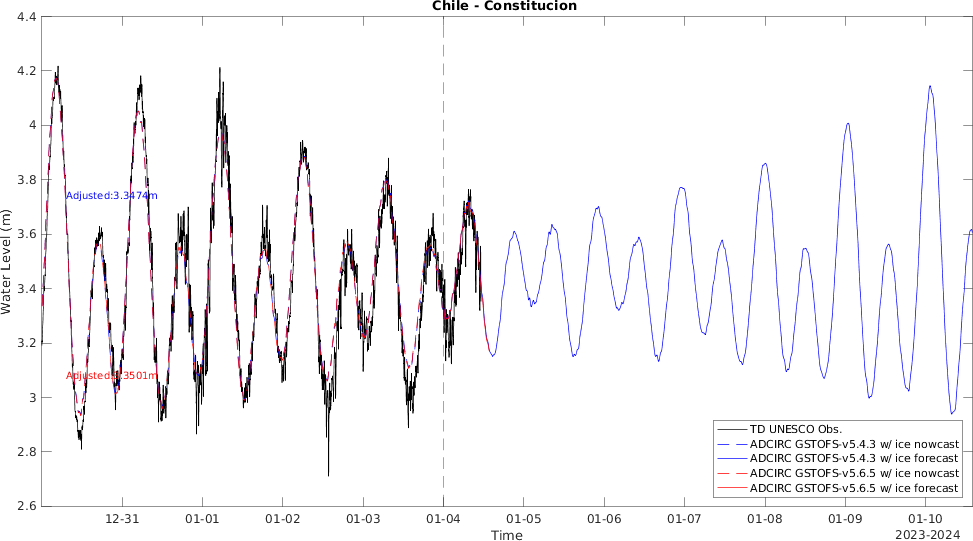 Chile - Constitucion
4.4
4.2
4
3.8
3.6
3.4
3.2
3
2.8
2.6
Water Level (m)
Adjusted:3.3474m
Adjusted:3.3501m
TD UNESCO Obs.
ADCIRC GSTOFS-v5.4.3 w/ ice nowcast
ADCIRC GSTOFS-v5.4.3 w/ ice forecast
ADCIRC GSTOFS-v5.6.5 w/ ice nowcast
ADCIRC GSTOFS-v5.6.5 w/ ice forecast
12-31 01-01 01-02 01-03 01-04 01-05 01-06 01-07 01-08 01-09 01-10
Time
2023-2024